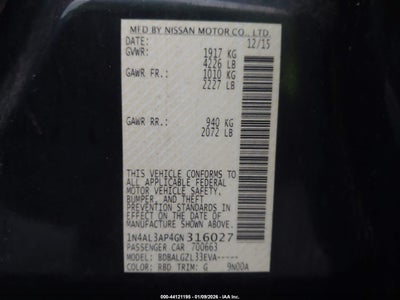 MFD BY NISSAN MOTOR CO., LTD.
DATE: 12/15
GVWR: 1917 KG
4226 LB
GAWR FR.: 1010 KG
2227 LB
GAWR RR.: 940 KG
2072 LB
THIS VEHICLE CONFORMS TO
ALL APPLICABLE FEDERAL
MOTOR VEHICLE SAFETY,
BUMPER, AND THEFT
PREVENTION STANDARDS IN
EFFECT ON THE DATE OF
MANUFACTURE SHOWN ABOVE.
1N4AL3AP4GN316027
PASSENGER CAR 700663
MODEL: BDBALGZL33EVA-----
COLOR: RBD TRIM: G 9N00A
000-44121195 - 01/09/2026 - IAAHQ